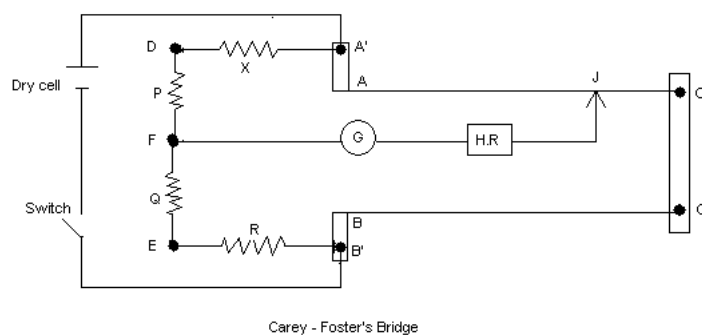 D
X
A'
Dry cell
P
A
J
C
F
G
H.R
Q
Switch
R
B
C
E
B'
Carey - Foster's Bridge